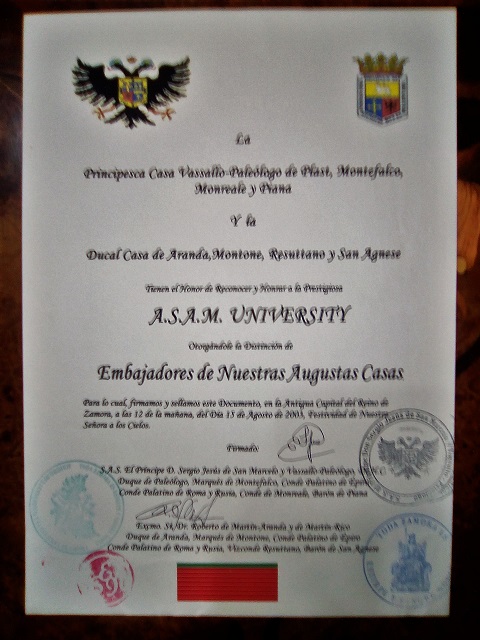 La
Principesca Casa Vassallo-Paleólogo de Plast, Montefalco,
Monreale y Piana
Y la
Ducal Casa de Aranda, Montone, Resuttano y San Agnese
Tienen el Honor de Reconocer y Honrar a la Prestigiosa
A.S.A.M. UNIVERSITY
Otorgándole la Distinción de
Embajadores de Nuestras Augustas Casas
Para lo cual, firmamos y sellamos este Documento, en la Antigua Capital del Reino de
Zamora, a las 12 de la mañana, del Día 15 de Agosto de 2003, Festividad de Nuestra
Señora a los Cielos.
Firmado:
S.A.S. El Príncipe D. Sergio Jesús de San Marcelo y Vassallo-Paleólogo,
Duque de Paleólogo, Marqués de Montefalco, Conde Palatino de Epiro
Conde Palatino de Roma y Rusia, Conde de Monreale, Barón de Piana
Excmo. Sr./Dr. Roberto de Martín-Aranda y de Martín-Rico
Duque de Aranda, Marqués de Montone, Conde Palatino de Epiro
Conde Palatino de Roma y Rusia, Vizconde Resuttano, Barón de San Agnese